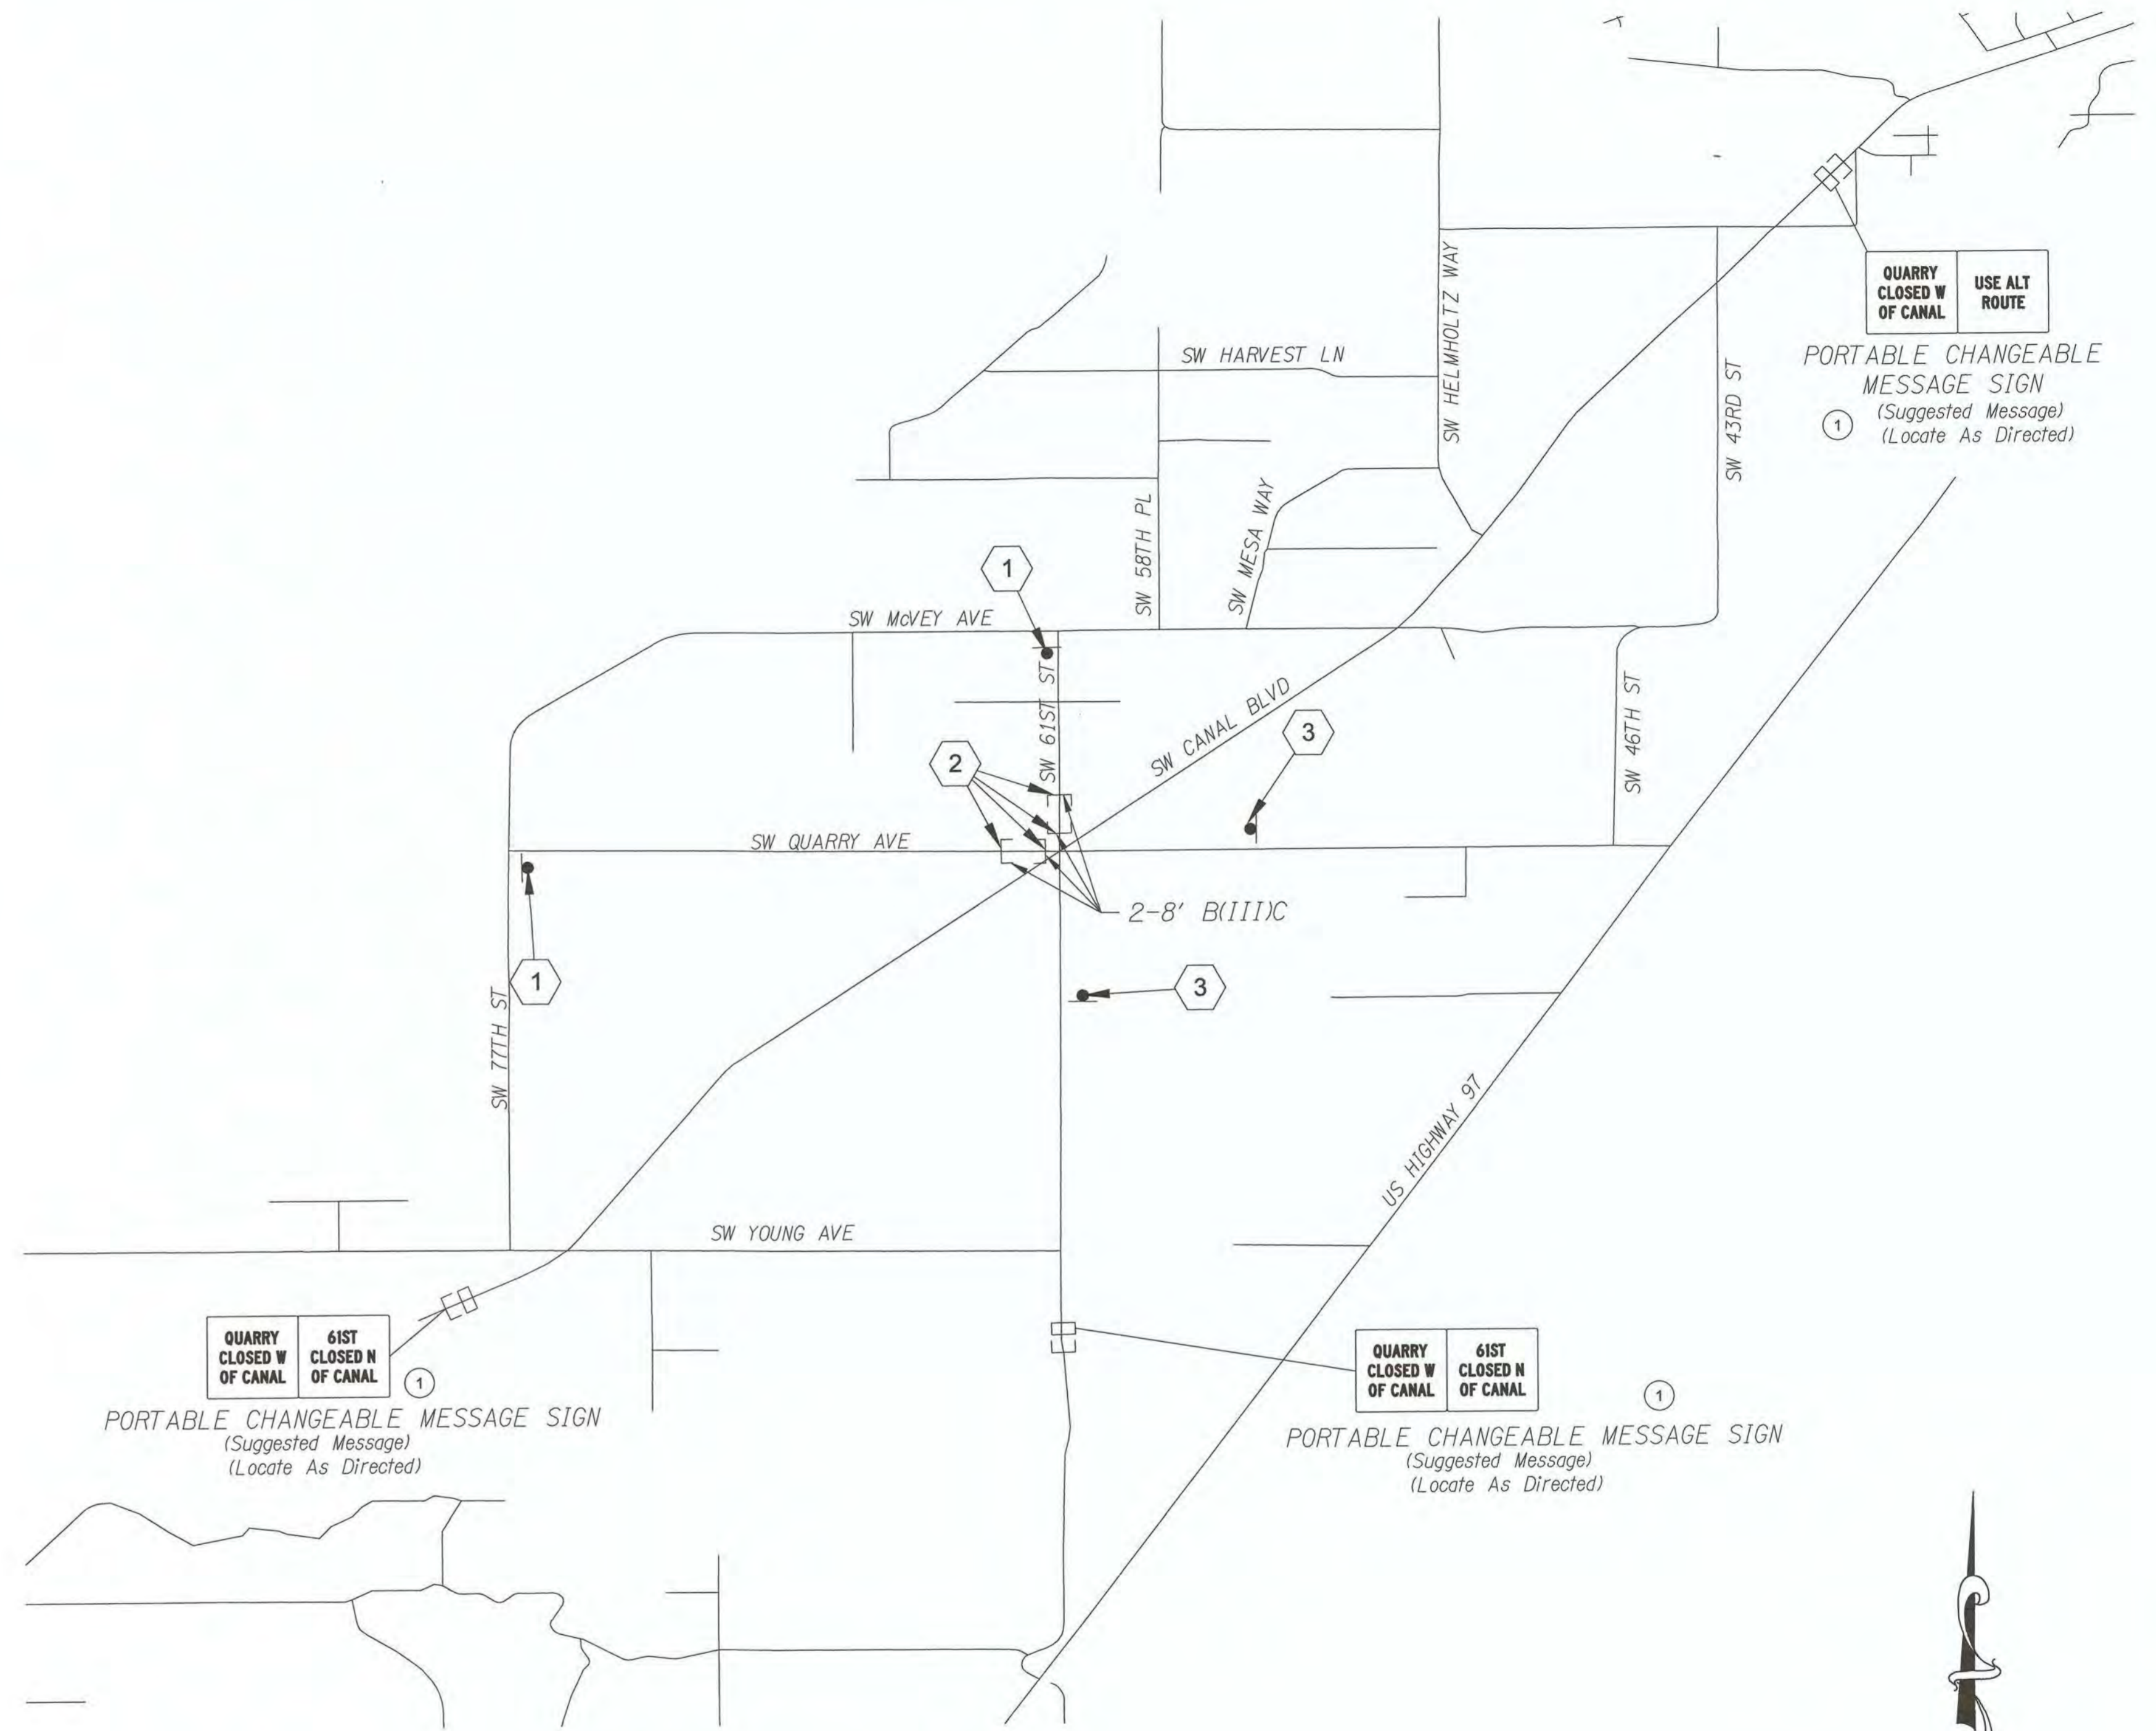 QUARRY
CLOSED W
OF CANAL
USE ALT
ROUTE
PORTABLE CHANGEABLE
MESSAGE SIGN
(Suggested Message)
(Locate As Directed)
1
SW HELMHOLTZ WAY
SW HARVEST LN
SW 43RD ST
SW 58TH PL
SW MESA WAY
1
SW McVEY AVE
SW 61ST ST
SW CANAL BLVD
3
SW 46TH ST
2
SW QUARRY AVE
2-8' B(III)C
1
3
SW 77TH ST
US HIGHWAY 97
SW YOUNG AVE
QUARRY
CLOSED W
OF CANAL
61ST
CLOSED N
OF CANAL
1
PORTABLE CHANGEABLE MESSAGE SIGN
(Suggested Message)
(Locate As Directed)
QUARRY
CLOSED W
OF CANAL
61ST
CLOSED N
OF CANAL
1
PORTABLE CHANGEABLE MESSAGE SIGN
(Suggested Message)
(Locate As Directed)